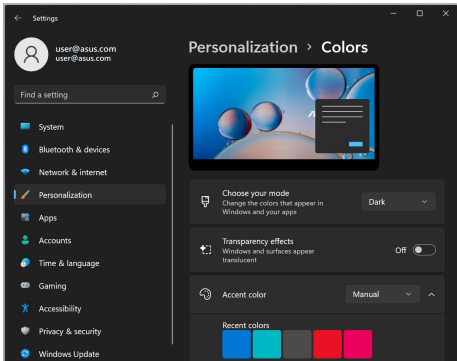 Settings
user@asus.com
user@asus.com
Find a setting
System
Bluetooth & devices
Network & internet
Personalization
Apps
Accounts
Time & language
Gaming
Accessibility
Privacy & security
Windows Update
Personalization > Colors
Choose your mode
Change the colors that appear in
Windows and your apps
Dark
Transparency effects
Windows and surfaces appear
translucent
Off
Accent color
Manual
Recent colors